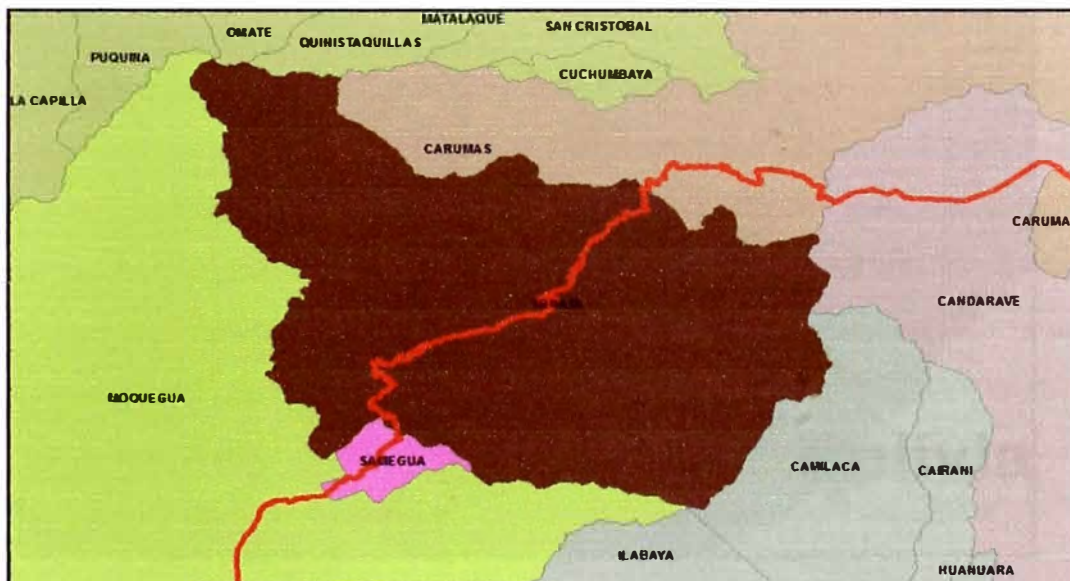 MATALAQUE
OMATE
SAN CRISTOBAL
QUINISTAQUILLAS
PUQUINA
CUCHUMBAYA
LA CAPILLA
CARUMAS
CARUMA
CANDARAVE
MOQUEGUA
SAMEGUA
CAMILACA
CAIRANI
ILABAYA
HUANUARA